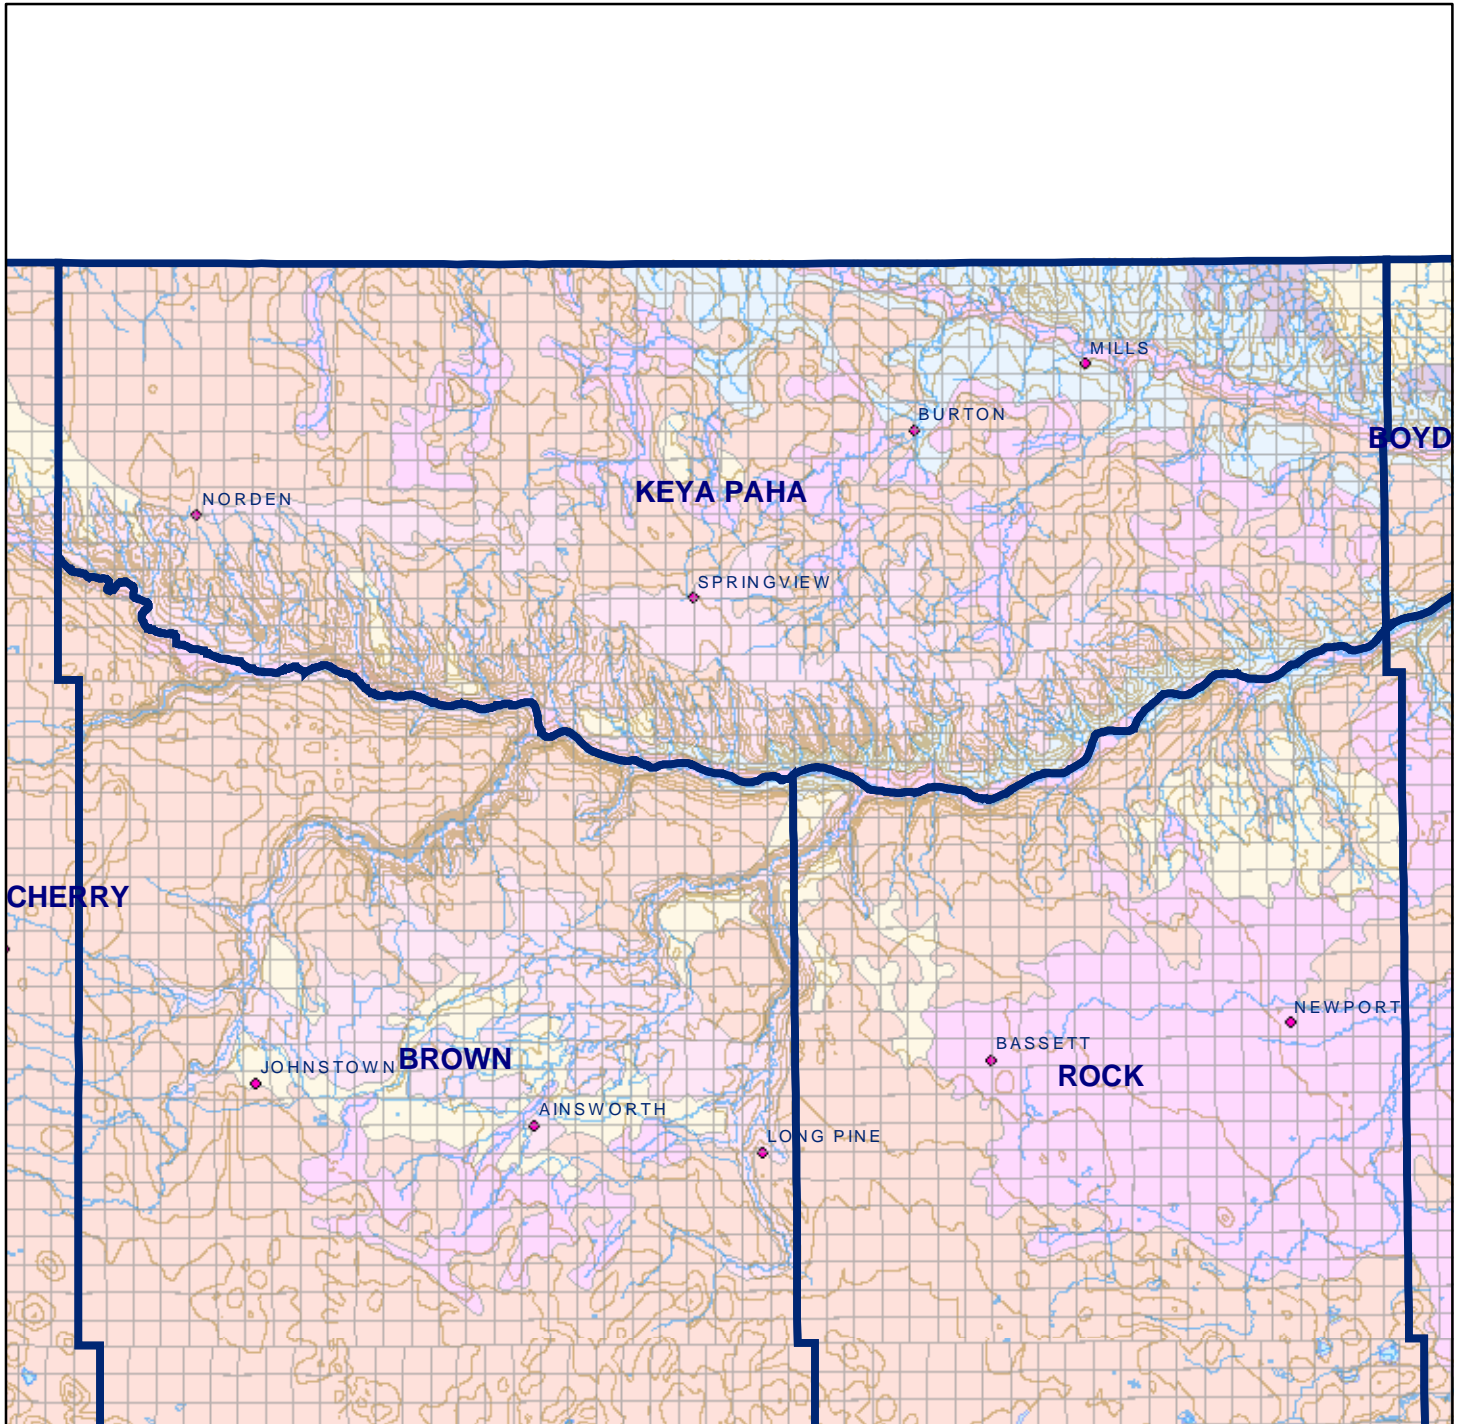 MILLS
BURTON
BOYD
KEYA PAHA
NORDEN
SPRINGVIEW
CHERRY
NEWPORT
BASSETT
JOHNSTOWN
BROWN
ROCK
AINSWORTH
LONG PINE